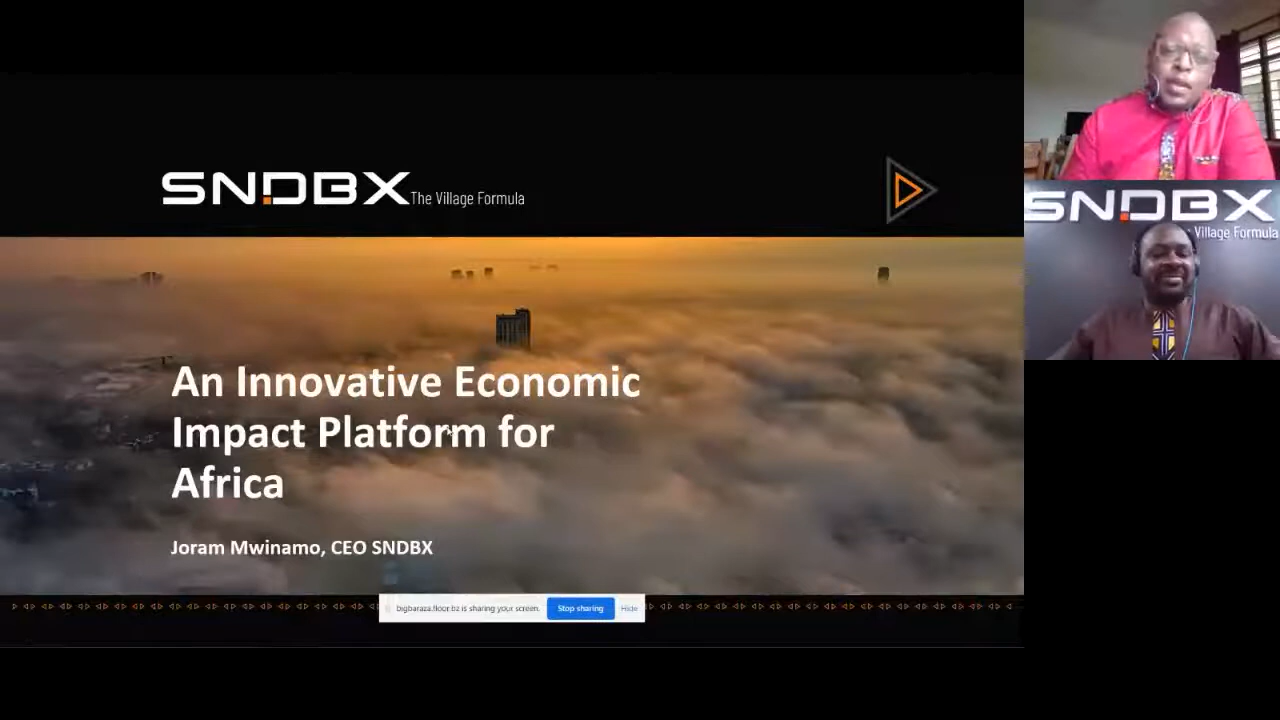 SNDBX The Village Formula
An Innovative Economic
Impact Platform for
Africa
Joram Mwinamo, CEO SNDBX
bigbaraza.floor.bz is sharing your screen. Stop sharing Hide
SNDBX
Village Formula